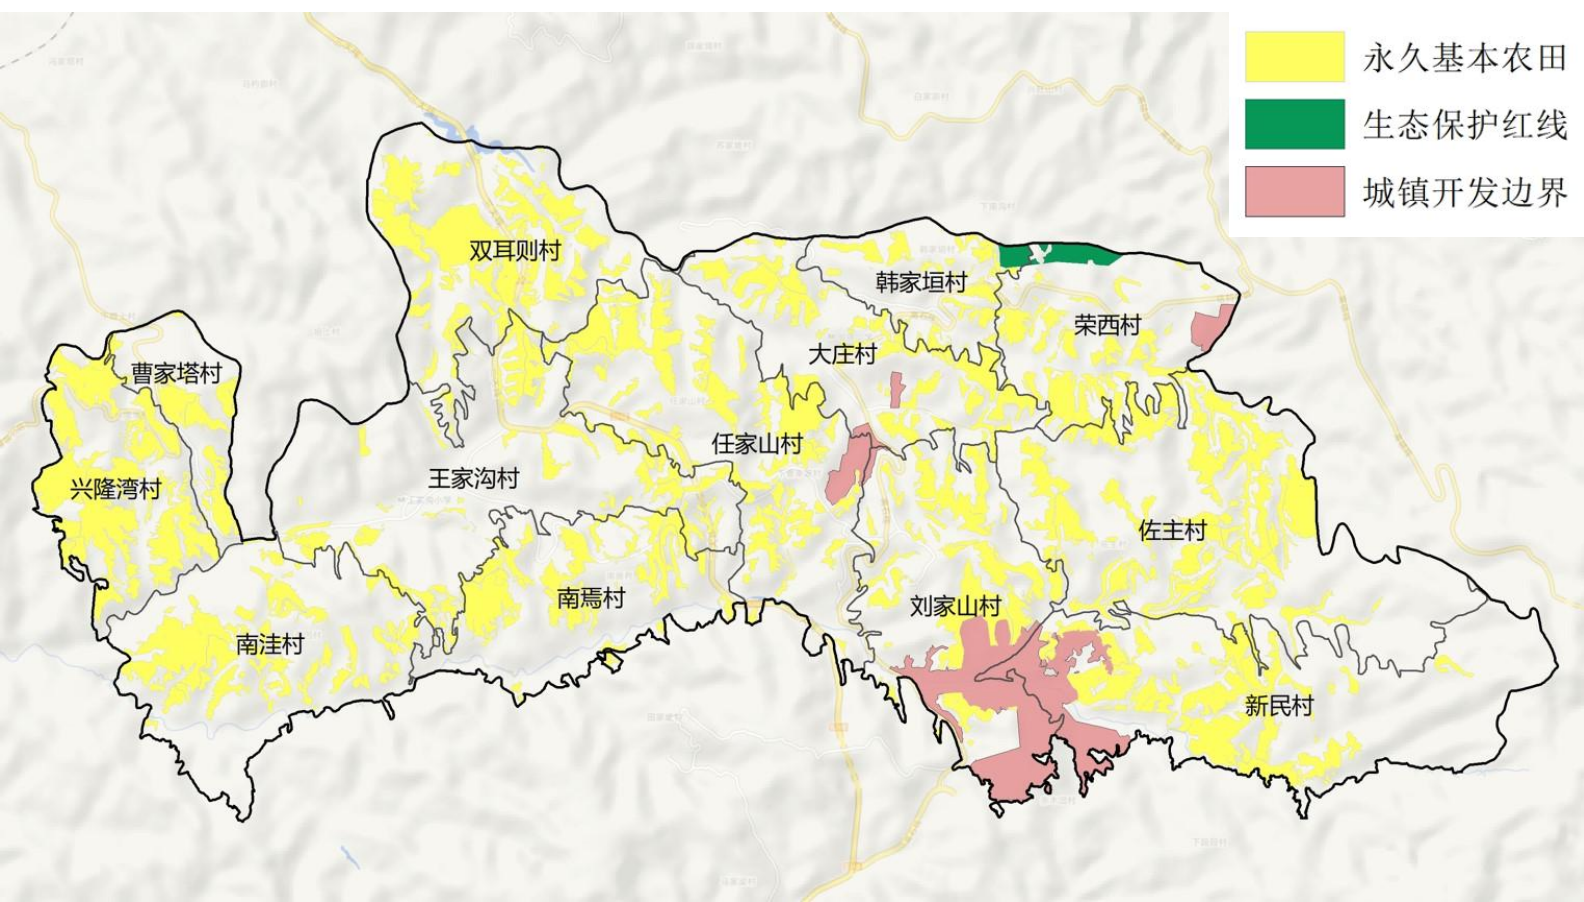 永久基本农田
生态保护红线
城镇开发边界
双耳则村
韩家垣村
荣西村
大庄村
曹家塔村
任家山村
王家沟村
兴隆湾村
佐主村
南焉村
刘家山村
南洼村
新民村